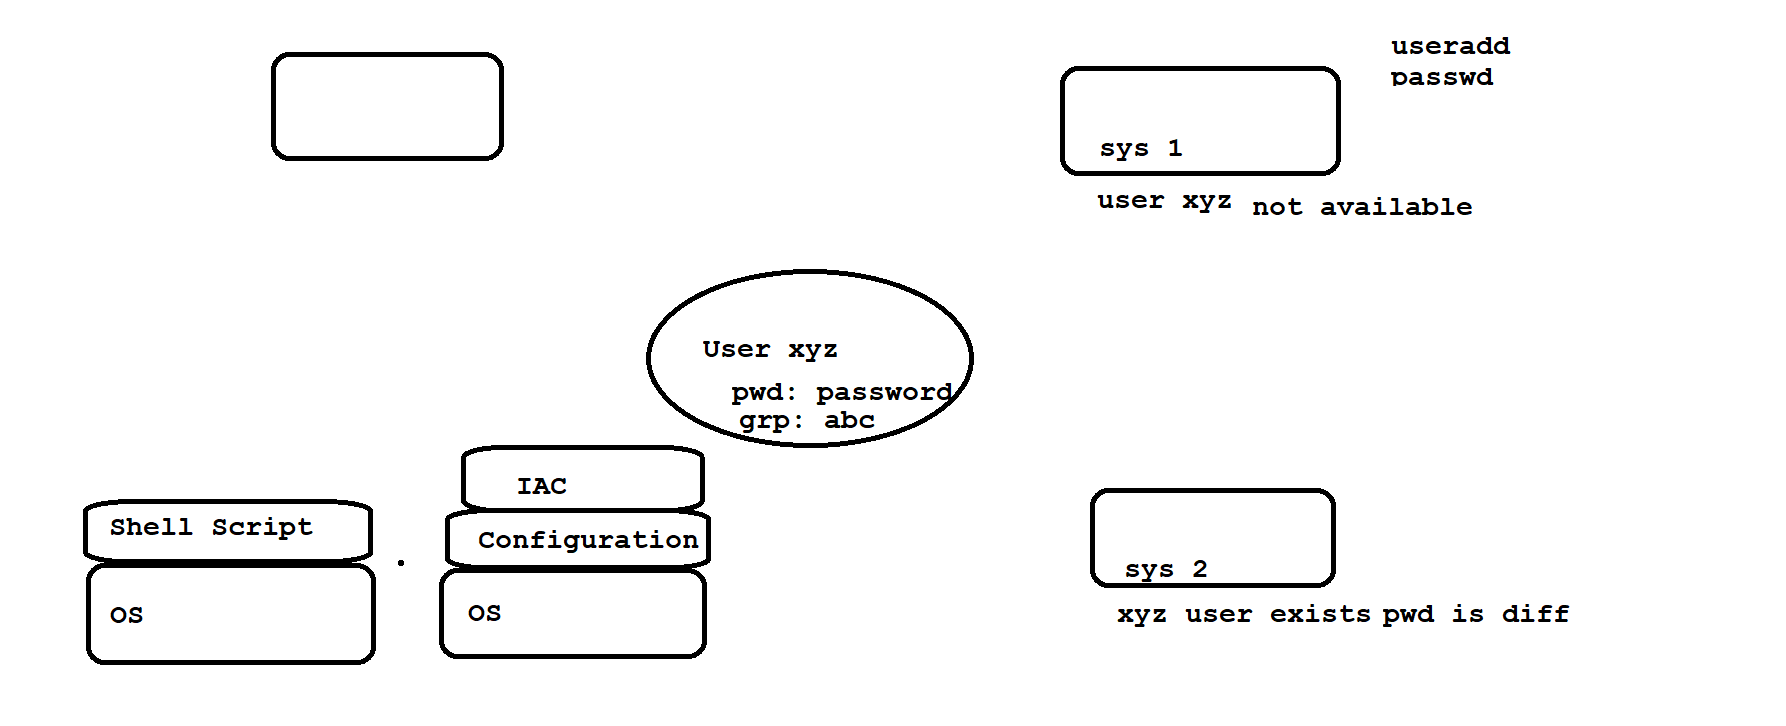 useradd
passwd
sys 1
user xyz not available
User xyz
pwd: password
grp: abc
IAC
Shell Script
Configuration
OS
OS
sys 2
xyz user exists pwd is diff